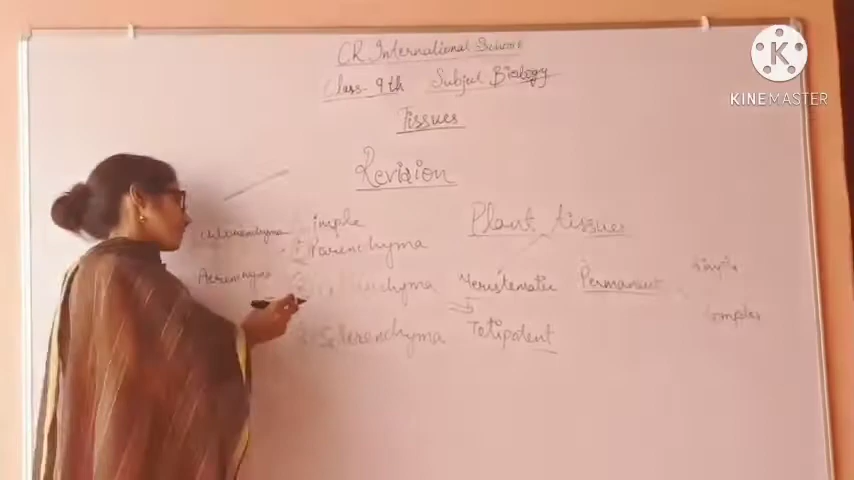 CR International School
Class-9th Subject Biology
Tissues
Revision
Simple
Plant tissues
Chlorenchyma
Parenchyma
Aerenchyma
Collenchyma
Meristematic
Permanent
Simple
Complex
Sclerenchyma
Totipotent
KINEMASTER